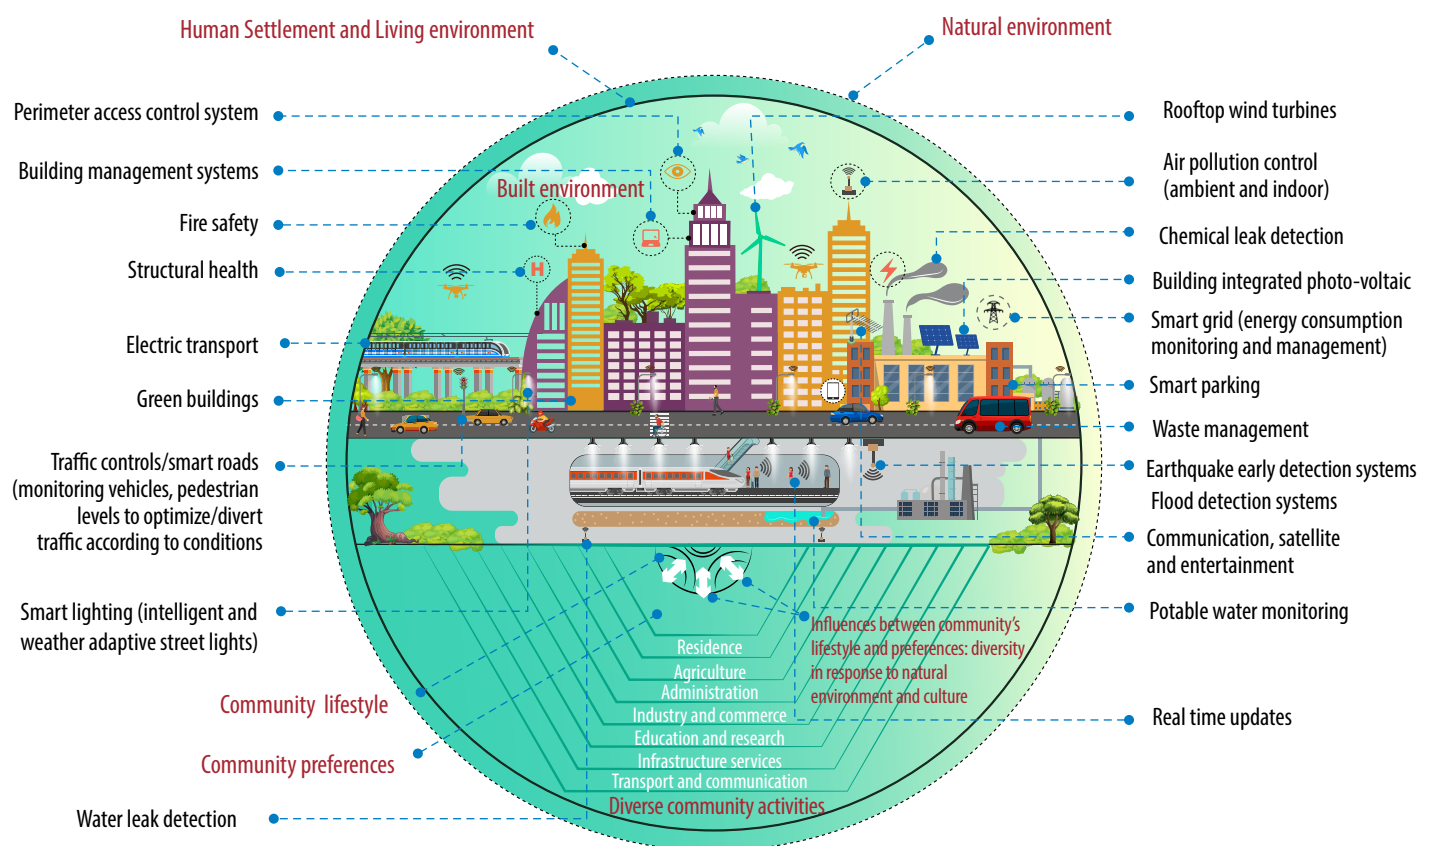 Human Settlement and Living environment
Natural environment
Perimeter access control system
Building management systems
Fire safety
Structural health
Electric transport
Green buildings
Traffic controls/smart roads
(monitoring vehicles, pedestrian
levels to optimize/divert
traffic according to conditions
Smart lighting (intelligent and
weather adaptive street lights)
Community lifestyle
Community preferences
Water leak detection
Built environment
H
Rooftop wind turbines
Air pollution control
(ambient and indoor)
Chemical leak detection
Building integrated photo-voltaic
Smart grid (energy consumption
monitoring and management)
Smart parking
Waste management
Earthquake early detection systems
Flood detection systems
Communication, satellite
and entertainment
Potable water monitoring
Real time updates
Influences between community's
lifestyle and preferences: diversity
in response to natural
environment and culture
Residence
Agriculture
Administration
Industry and commerce
Education and research
Infrastructure services
Transport and communication
Diverse community activities